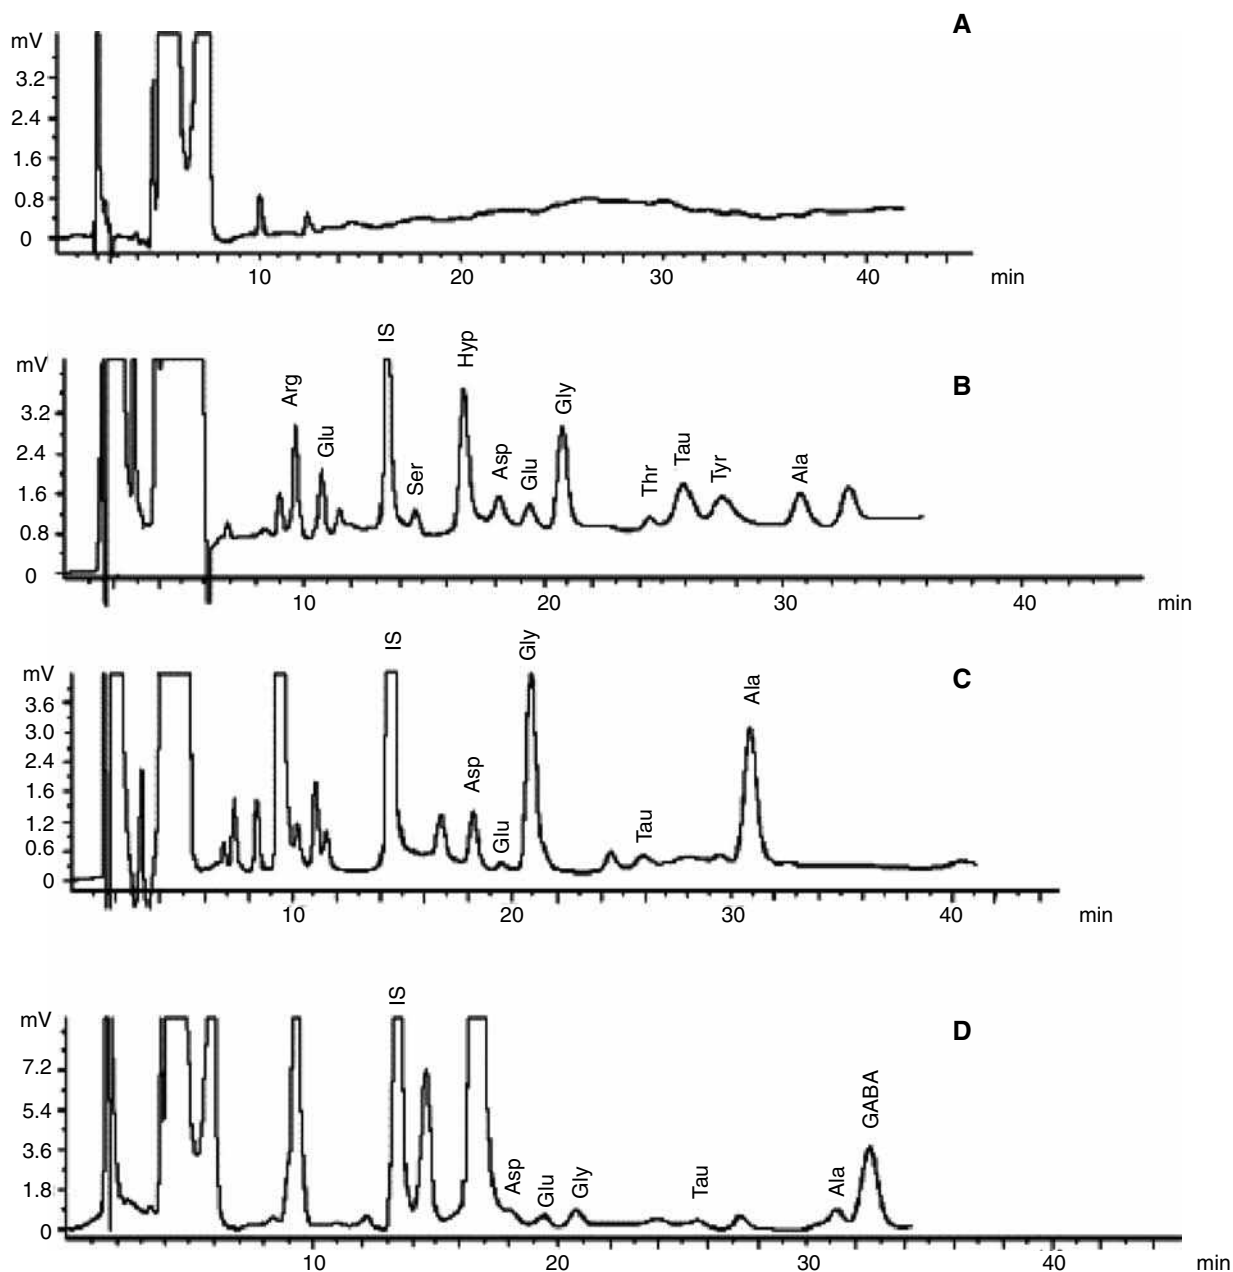 A
mV
3.2
2.4
1.6
0.8
0
10 20 30 40 min
B
mV
IS
Hyp
Arg
Glu
Ser
Asp
Glu
Gly
Thr
Tau
Tyr
Ala
3.2
2.4
1.6
0.8
0
10 20 30 40 min
C
mV
IS
Gly
Asp
Glu
Tau
Ala
3.6
3.0
2.4
1.6
1.2
0.6
0
10 20 30 40 min
D
mV
IS
Asp
Glu
Gly
Tau
Ala
GABA
7.2
5.4
3.6
1.8
0
10 20 30 40 min